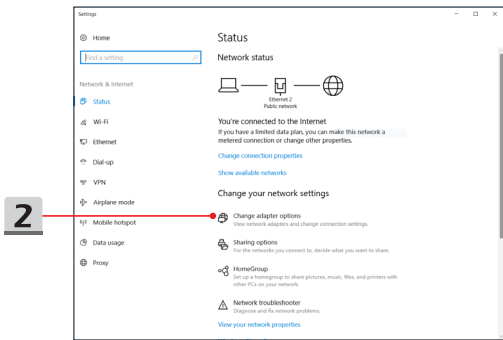 Settings
Home
Find a setting
Network & Internet
Status
Wi-Fi
Ethernet
Dial-up
VPN
Airplane mode
Mobile hotspot
Data usage
Proxy
2
Status
Network status
Ethernet 2
Public network
You're connected to the Internet
If you have a limited data plan, you can make this network a
metered connection or change other properties.
Change connection properties
Show available networks
Change your network settings
Change adapter options
View network adapters and change connection settings.
Sharing options
For the networks you connect to, decide what you want to share.
HomeGroup
Set up a homegroup to share pictures, music, files, and printers with
other PCs on your network.
Network troubleshooter
Diagnose and fix network problems.
View your network properties